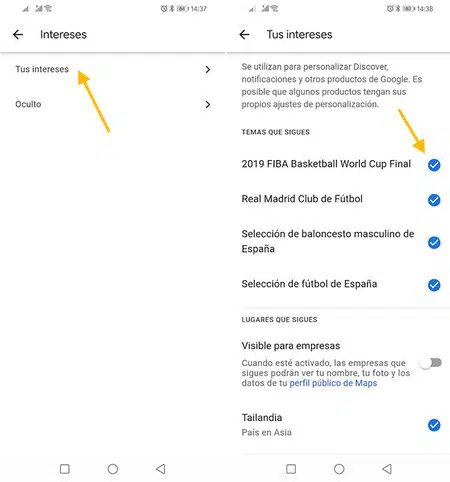 14:37
Intereses
Tus intereses
Oculto
14:38
Tus intereses
Se utilizan para personalizar Discover,
notificaciones y otros productos de Google. Es
posible que algunos productos tengan sus
propios ajustes de personalización.
TEMAS QUE SIGUES
2019 FIBA Basketball World Cup Final
Real Madrid Club de Fútbol
Selección de baloncesto masculino de
España
Selección de fútbol de España
LUGARES QUE SIGUES
Visible para empresas
Cuando esté activado, las empresas que
sigues podrán ver tu nombre, tu foto y los
datos de tu perfil público de Maps
Tailandia
País en Asia